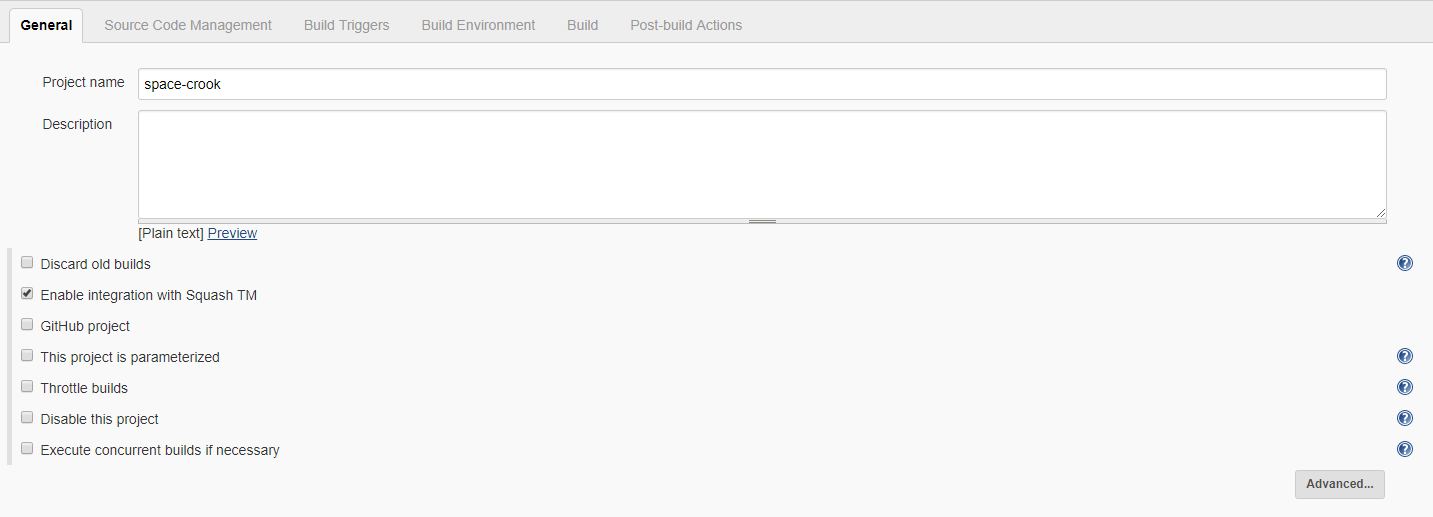 General Source Code Management Build Triggers Build Environment Build Post-build Actions
Project name space-crook
Description
[Plain text] Preview
Discard old builds
Enable integration with Squash TM
GitHub project
This project is parameterized
Throttle builds
Disable this project
Execute concurrent builds if necessary
Advanced...